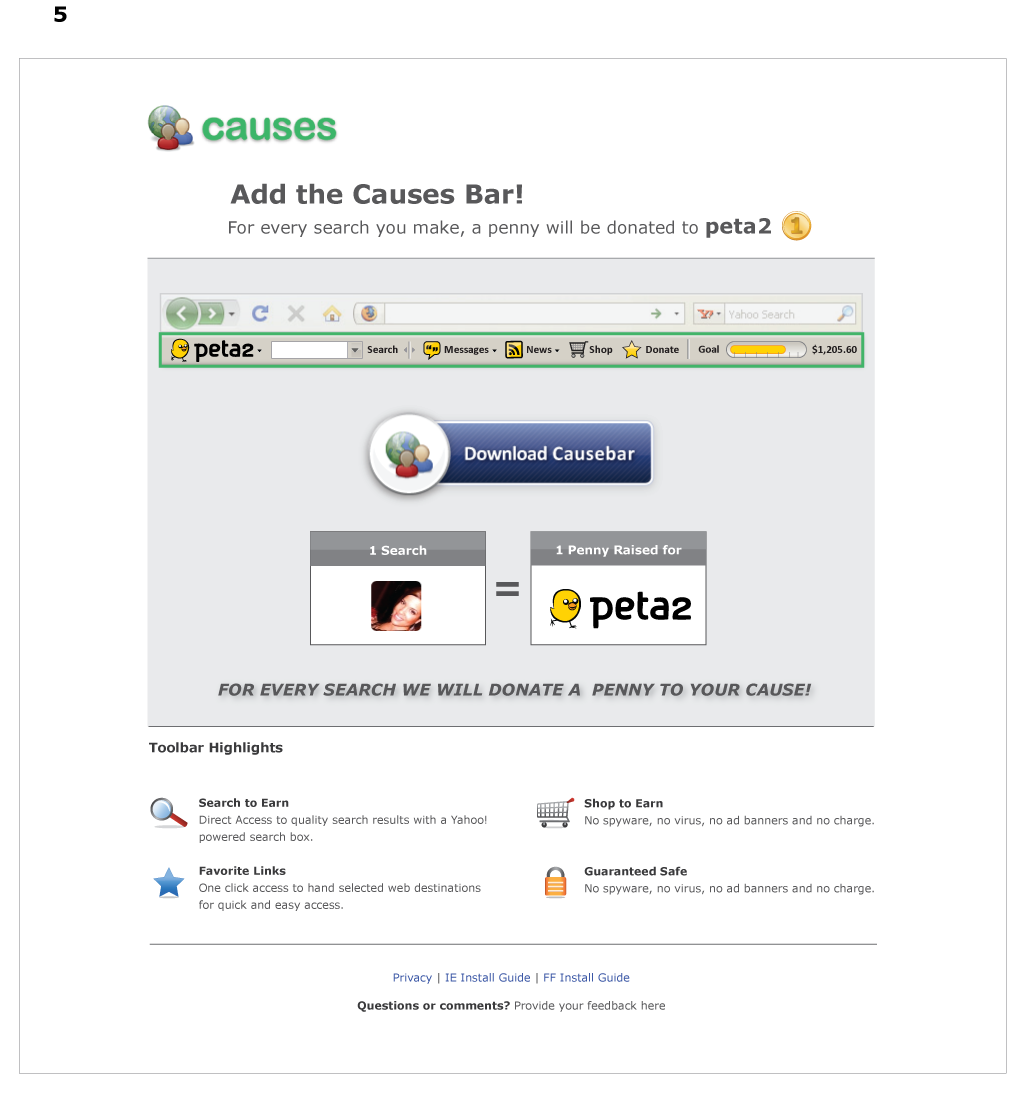 5
causes
Add the Causes Bar!
For every search you make, a penny will be donated to peta2 1
Yahoo Search
peta2 Search Messages News Shop Donate Goal $1,205.60
Download Causebar
1 Search
1 Penny Raised for
=
peta2
FOR EVERY SEARCH WE WILL DONATE A PENNY TO YOUR CAUSE!
Toolbar Highlights
Search to Earn
Direct Access to quality search results with a Yahoo!
powered search box.
Shop to Earn
No spyware, no virus, no ad banners and no charge.
Favorite Links
One click access to hand selected web destinations
for quick and easy access.
Guaranteed Safe
No spyware, no virus, no ad banners and no charge.
Privacy | IE Install Guide | FF Install Guide
Questions or comments? Provide your feedback here